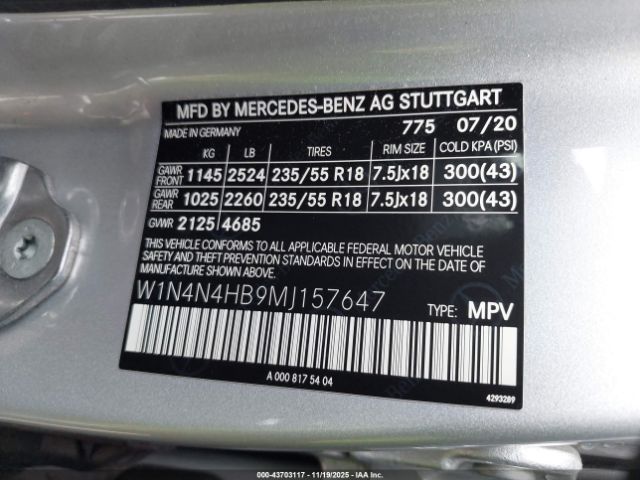 MFD BY MERCEDES-BENZ AG STUTTGART
MADE IN GERMANY 775 07/20
KG LB TIRES RIM SIZE COLD KPA(PSI)
GAWR FRONT 1145 2524 235/55 R18 7.5Jx18 300(43)
GAWR REAR 1025 2260 235/55 R18 7.5Jx18 300(43)
GVWR 2125 4685
THIS VEHICLE CONFORMS TO ALL APPLICABLE FEDERAL MOTOR VEHICLE
SAFETY AND THEFT PREVENTION STANDARDS IN EFFECT ON THE DATE OF
MANUFACTURE SHOWN ABOVE.
W1N4N4HB9MJ157647 TYPE: MPV
A 000 817 54 04
4293289
000-43703117 - 11/19/2025 - IAAI, Inc.